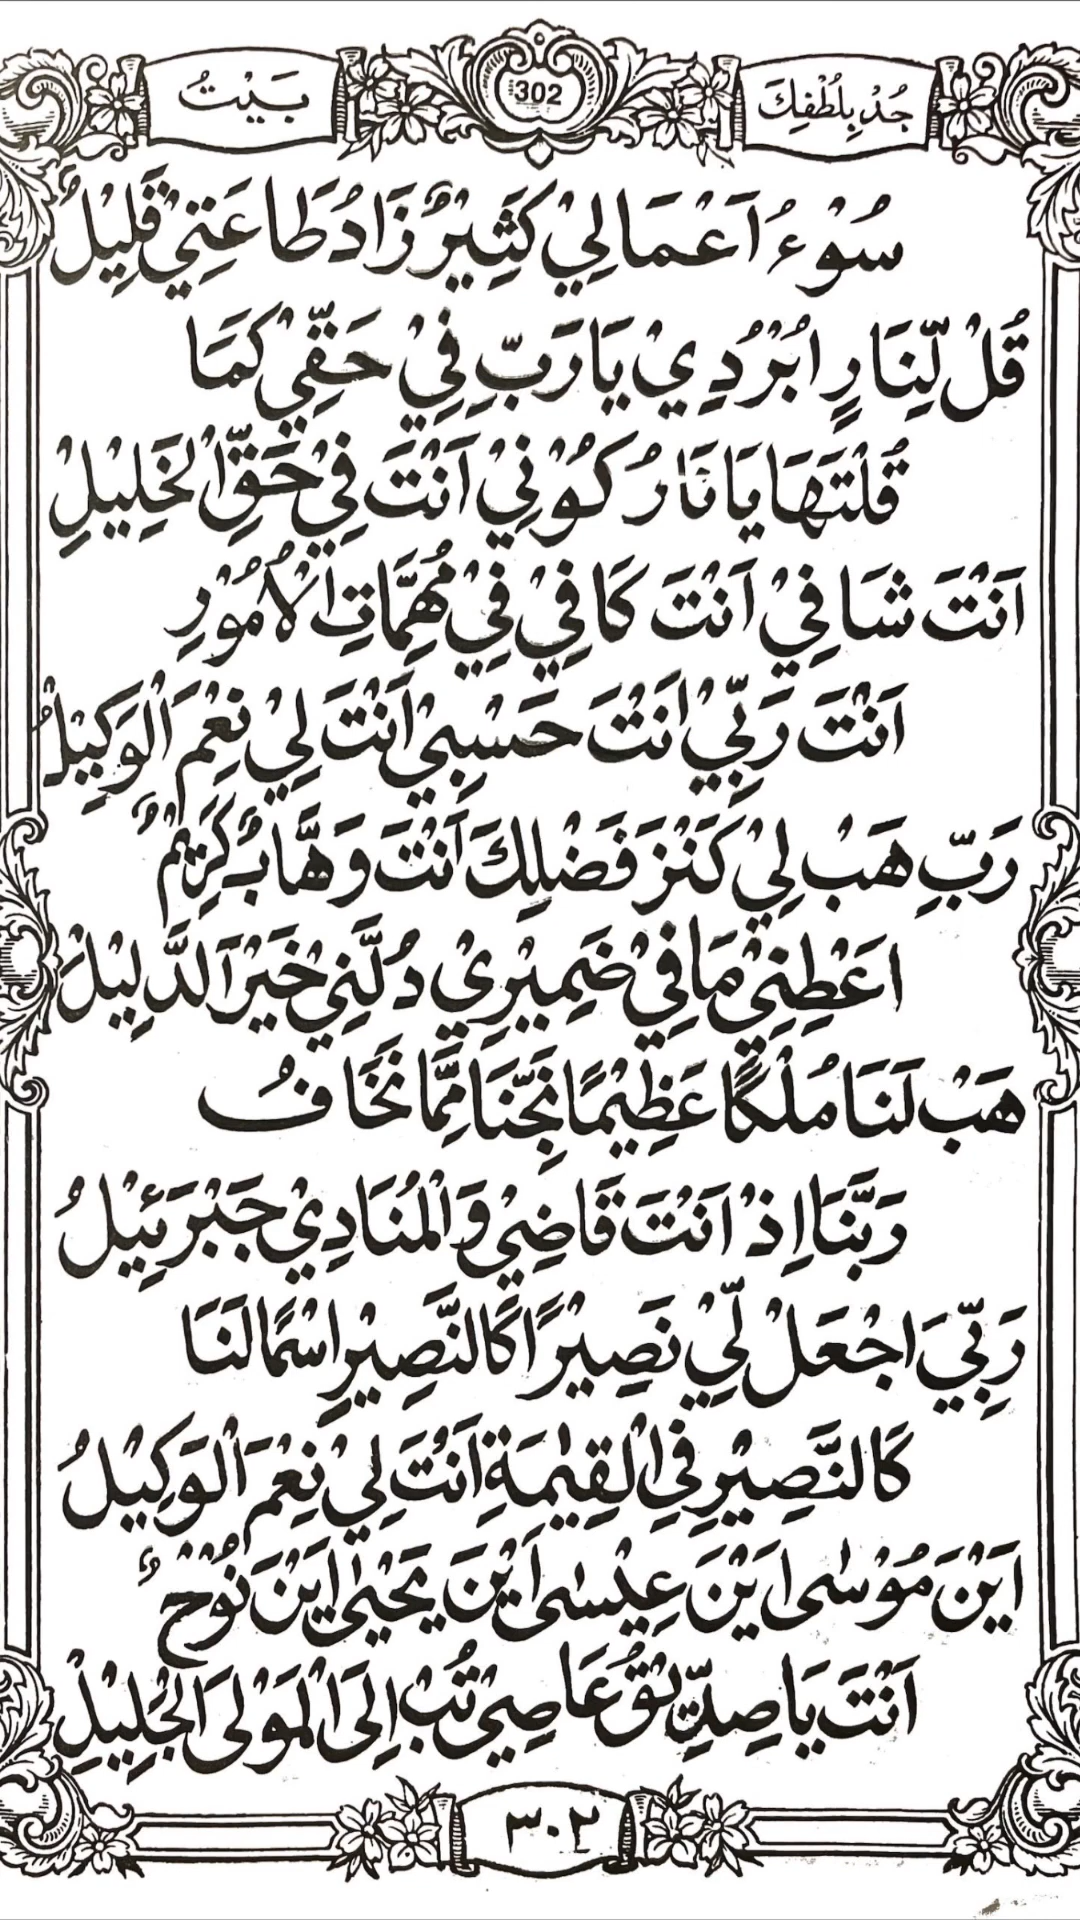 جُدْ بِلُطْفِكَ 302 بَيْتٌ
سُوْءُ اَعْمَالِيْ كَثِيْرٌ زَادُ طَاعَتِيْ قَلِيْلٌ
قُلْ لِّنَارٍ ابْرُدِيْ يَارَبِّ فِيْ حَقِّيْ كَمَا
قُلْتَهَا يَا نَارُ كُوْنِيْ اَنْتَ فِيْ حَقِّ الْخَلِيْلِ
اَنْتَ شَافِيْ اَنْتَ كَافِيْ فِيْ مُهِمَّاتِ الْاُمُوْرِ
اَنْتَ رَبِّيْ اَنْتَ حَسْبِيْ اَنْتَ لِيْ نِعْمَ الْوَكِيْلُ
رَبِّ هَبْ لِيْ كَنْزَ فَضْلِكَ اَنْتَ وَهَّابٌ كَرِيْمٌ
اَعْطِنِيْ مَا فِيْ ضَمِيْرِيْ دُلَّنِيْ خَيْرَ الدَّلِيْلْ
هَبْ لَنَا مُلْكًا عَظِيْمًا نَجِّنَا مِمَّا نَخَافُ
رَبَّنَا اِذْ اَنْتَ قَاضِيْ وَالْمُنَادِيْ جَبْرَئِيْلُ
رَبِّيَ اجْعَلْ لِّيْ نَصِيْرًا كَالنَّصِيْرِ اسْمًا لَنَا
كَالنَّصِيْرِ فِي الْقِيٰمَةِ اَنْتَ لِيْ نِعْمَ الْوَكِيْلُ
اَيْنَ مُوْسٰى اَيْنَ عِيْسٰى اَيْنَ يَحْيٰى اَيْنَ نُوْحٌ
اَنْتَ يَا صِدِّيْقُ عَاصِيْ تُبْ اِلَى الْمَوْلَى الْجَلِيْلِ
٣٠٢